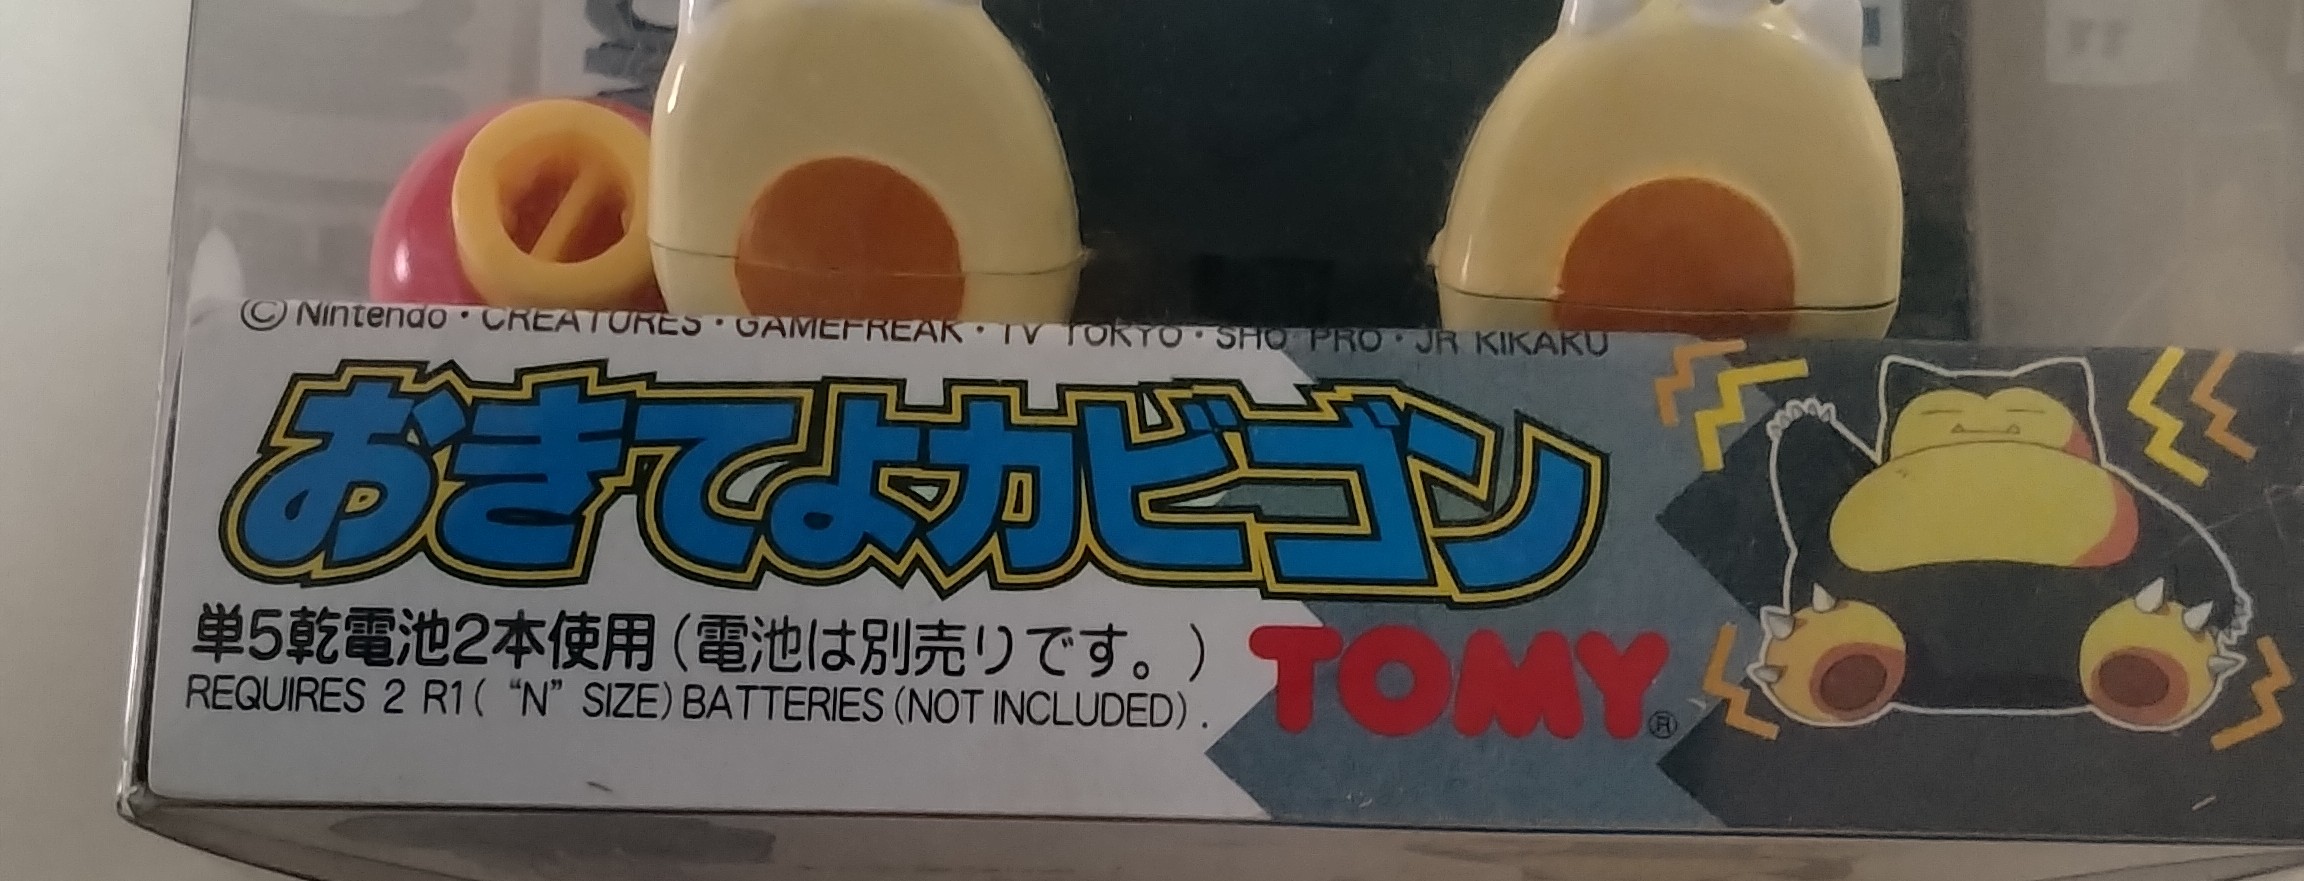 © Nintendo・CREATURES・GAMEFREAK・TV TOKYO・SHO PRO・JR KIKAKU
おきてよカビゴン
単5乾電池2本使用(電池は別売りです。)
REQUIRES 2 R1( “N” SIZE) BATTERIES (NOT INCLUDED).
TOMY®